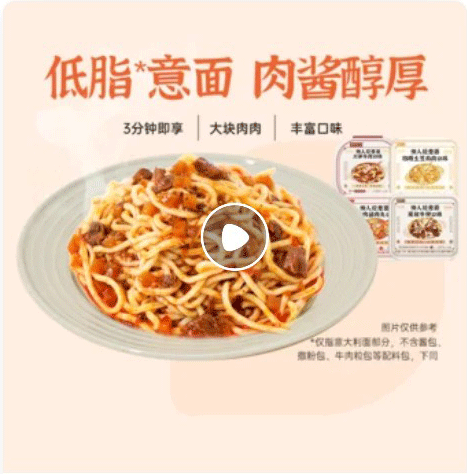 低脂*意面 肉酱醇厚
3分钟即享 大块肉肉 丰富口味
图片仅供参考
*仅指意大利面部分，不含酱包、
撒粉包、牛肉粒包等配料包，下同